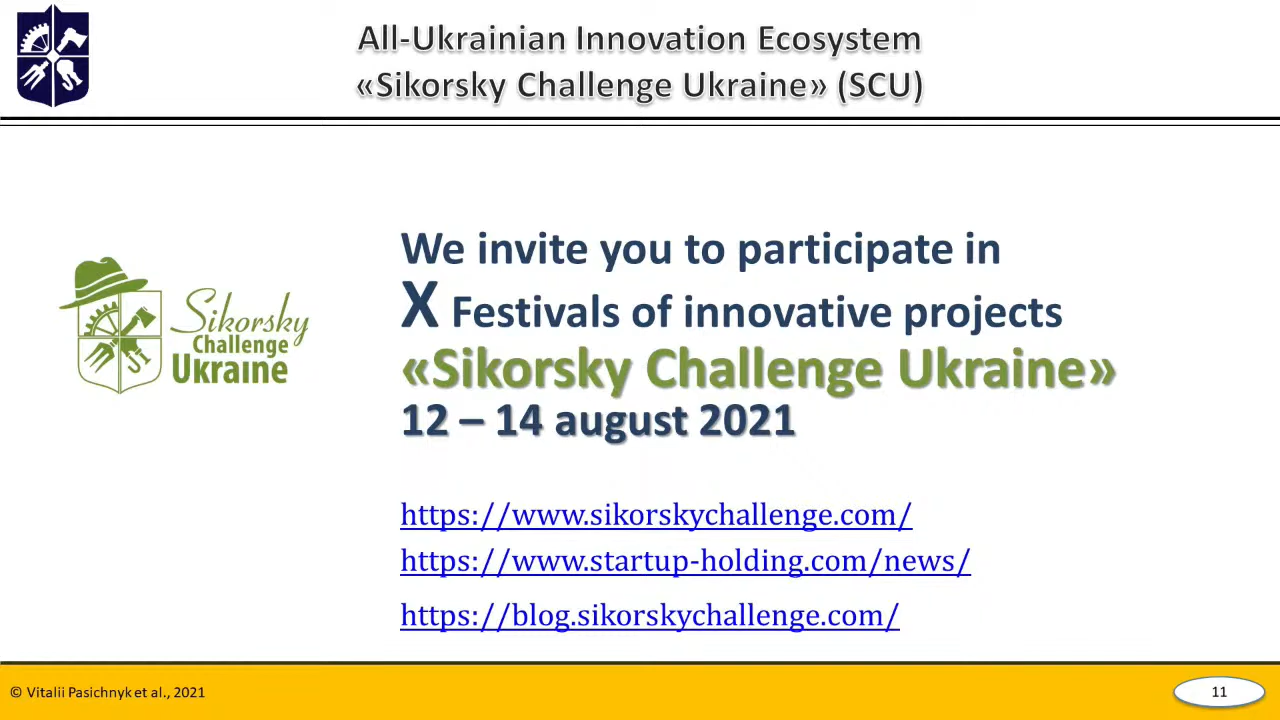 All-Ukrainian Innovation Ecosystem
«Sikorsky Challenge Ukraine» (SCU)
We invite you to participate in
X Festivals of innovative projects
«Sikorsky Challenge Ukraine»
12 – 14 august 2021
Sikorsky
Challenge
Ukraine
https://www.sikorskychallenge.com/
https://www.startup-holding.com/news/
https://blog.sikorskychallenge.com/
© Vitalii Pasichnyk et al., 2021
11